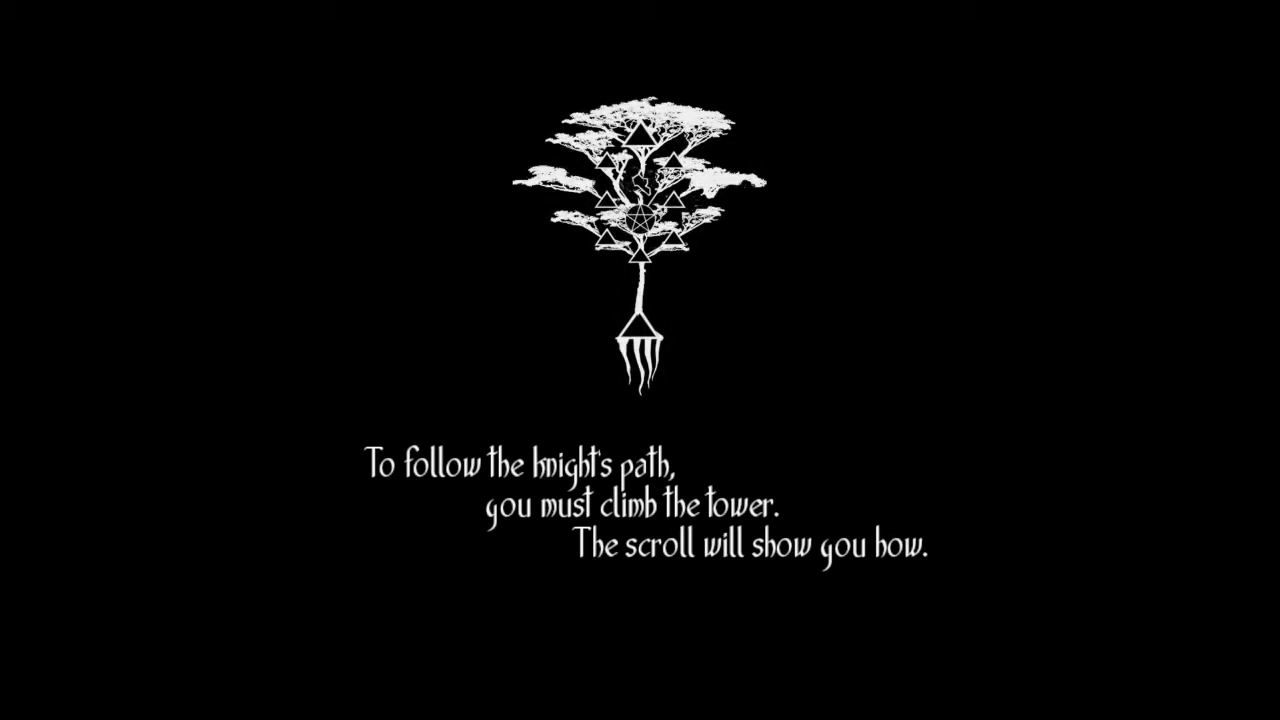 To follow the knight's path,
you must climb the tower.
The scroll will show you how.